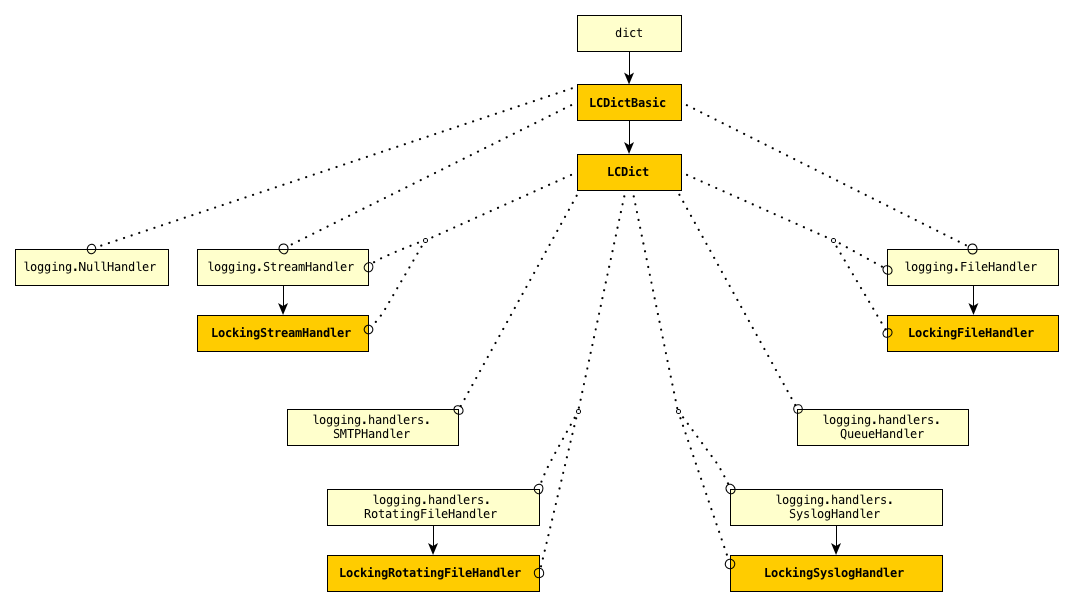 dict
LCDictBasic
LCDict
logging.NullHandler
logging.StreamHandler
logging.FileHandler
LockingStreamHandler
LockingFileHandler
logging.handlers.
SMTPHandler
logging.handlers.
QueueHandler
logging.handlers.
RotatingFileHandler
logging.handlers.
SyslogHandler
LockingRotatingFileHandler
LockingSyslogHandler